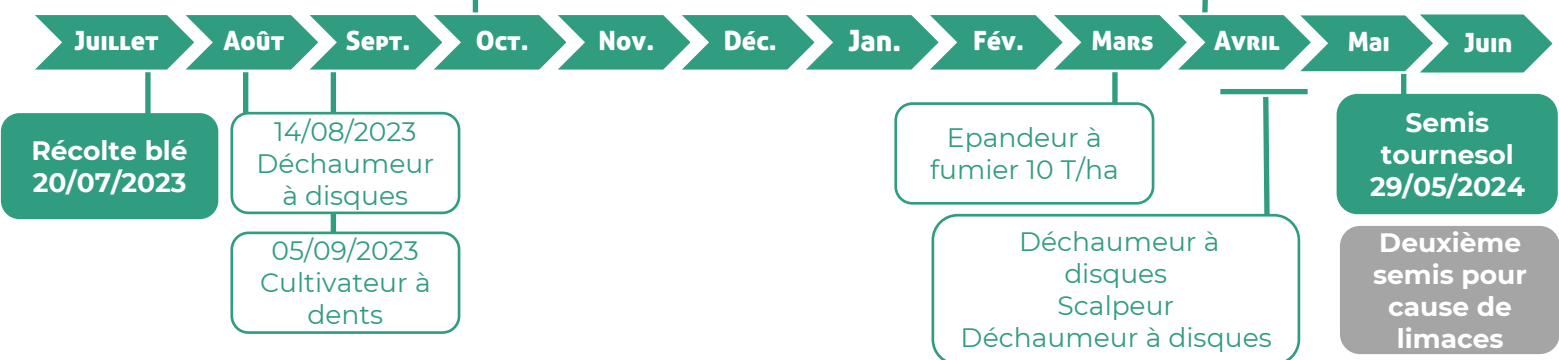 Juillet
Août
Sept.
Oct.
Nov.
Déc.
Jan.
Fév.
Mars
Avril
Mai
Juin
Récolte blé
20/07/2023
14/08/2023
Déchaumeur
à disques
05/09/2023
Cultivateur à
dents
Epandeur à
fumier 10 T/ha
Déchaumeur à
disques
Scalpeur
Déchaumeur à disques
Semis
tournesol
29/05/2024
Deuxième
semis pour
cause de
limaces